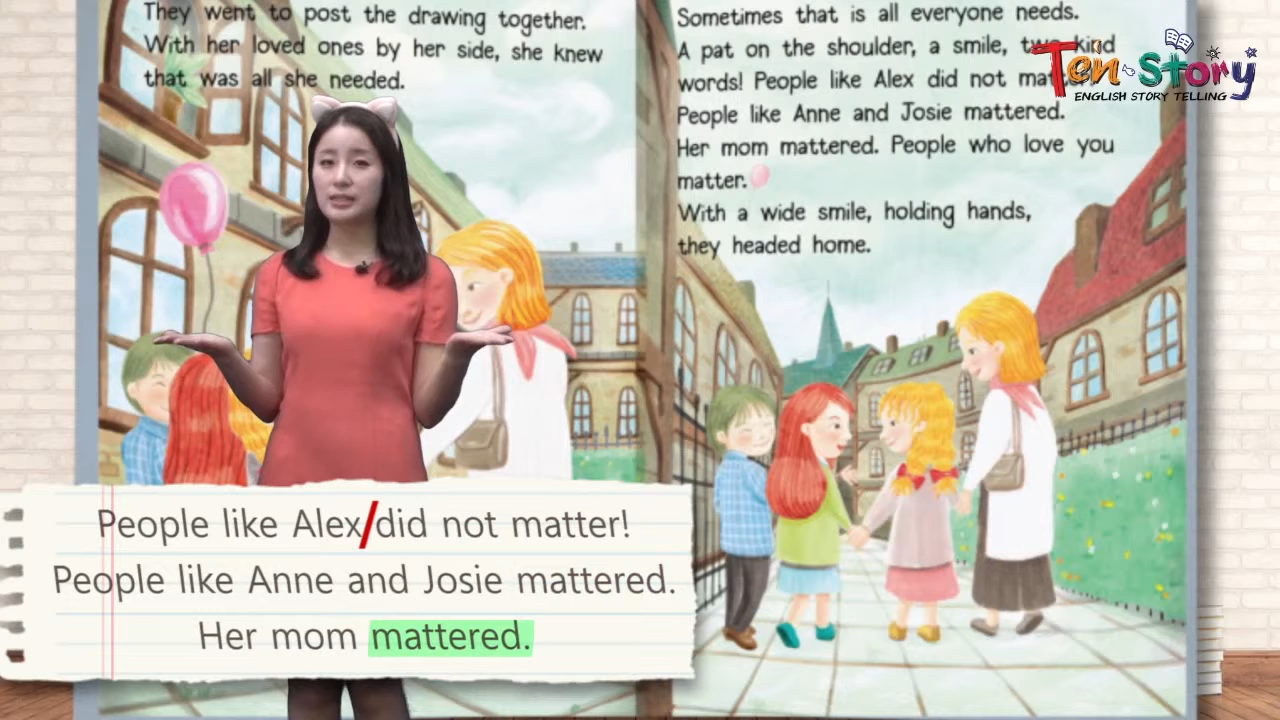 They went to post the drawing together.
With her loved ones by her side, she knew
that was all she needed.
Sometimes that is all everyone needs.
A pat on the shoulder, a smile, two kind
words! People like Alex did not
People like Anne and Josie mattered.
Her mom mattered. People who love you
matter.
With a wide smile, holding hands,
they headed home.
Ten Story
ENGLISH STORY TELLING
People like Alex/did not matter!
People like Anne and Josie mattered.
Her mom mattered.